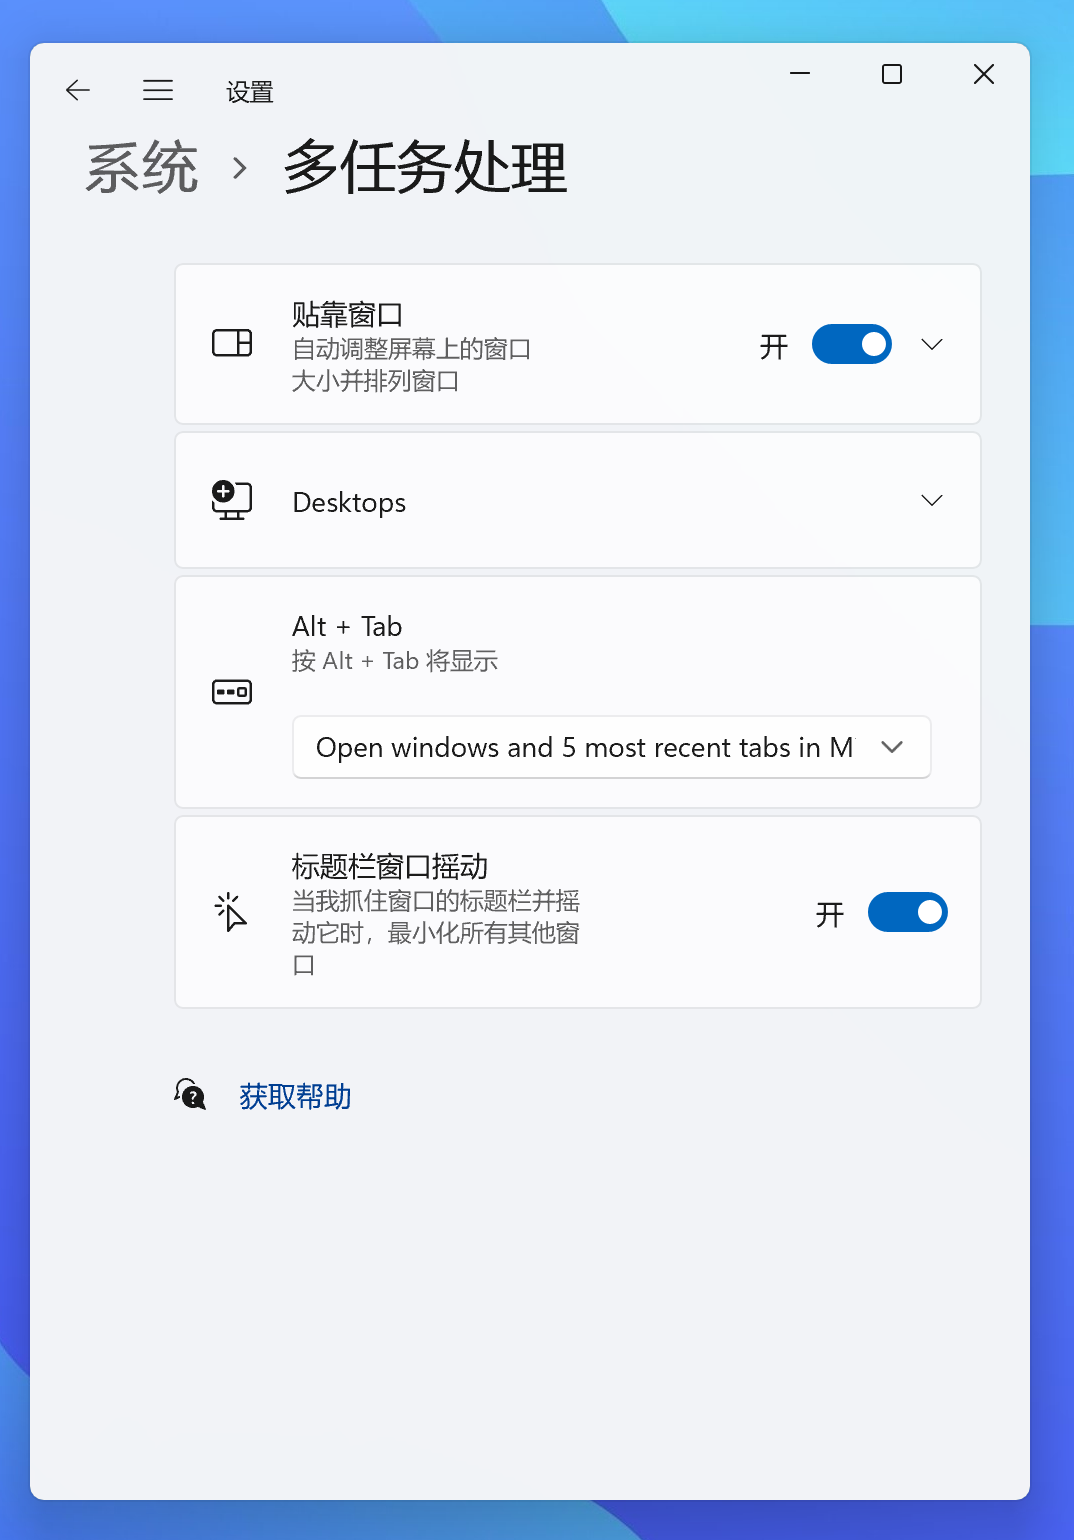 设置
系统 › 多任务处理
贴靠窗口
自动调整屏幕上的窗口
大小并排列窗口
开
Desktops
Alt + Tab
按 Alt + Tab 将显示
Open windows and 5 most recent tabs in M
标题栏窗口摇动
当我抓住窗口的标题栏并摇
动它时，最小化所有其他窗
口
开
获取帮助